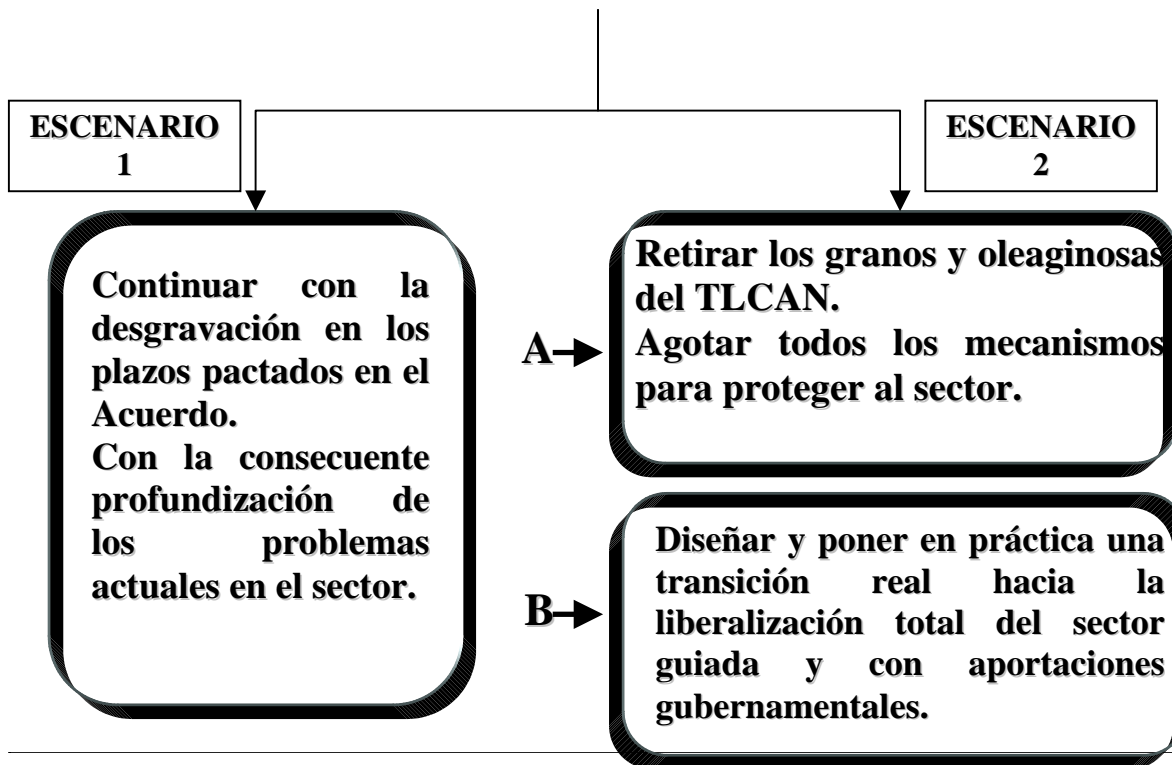 ESCENARIO
1
Continuar con la
desgravación en los
plazos pactados en el
Acuerdo.
Con la consecuente
profundización de
los problemas
actuales en el sector.
ESCENARIO
2
A
Retirar los granos y oleaginosas
del TLCAN.
Agotar todos los mecanismos
para proteger al sector.
B
Diseñar y poner en práctica una
transición real hacia la
liberalización total del sector
guiada y con aportaciones
gubernamentales.